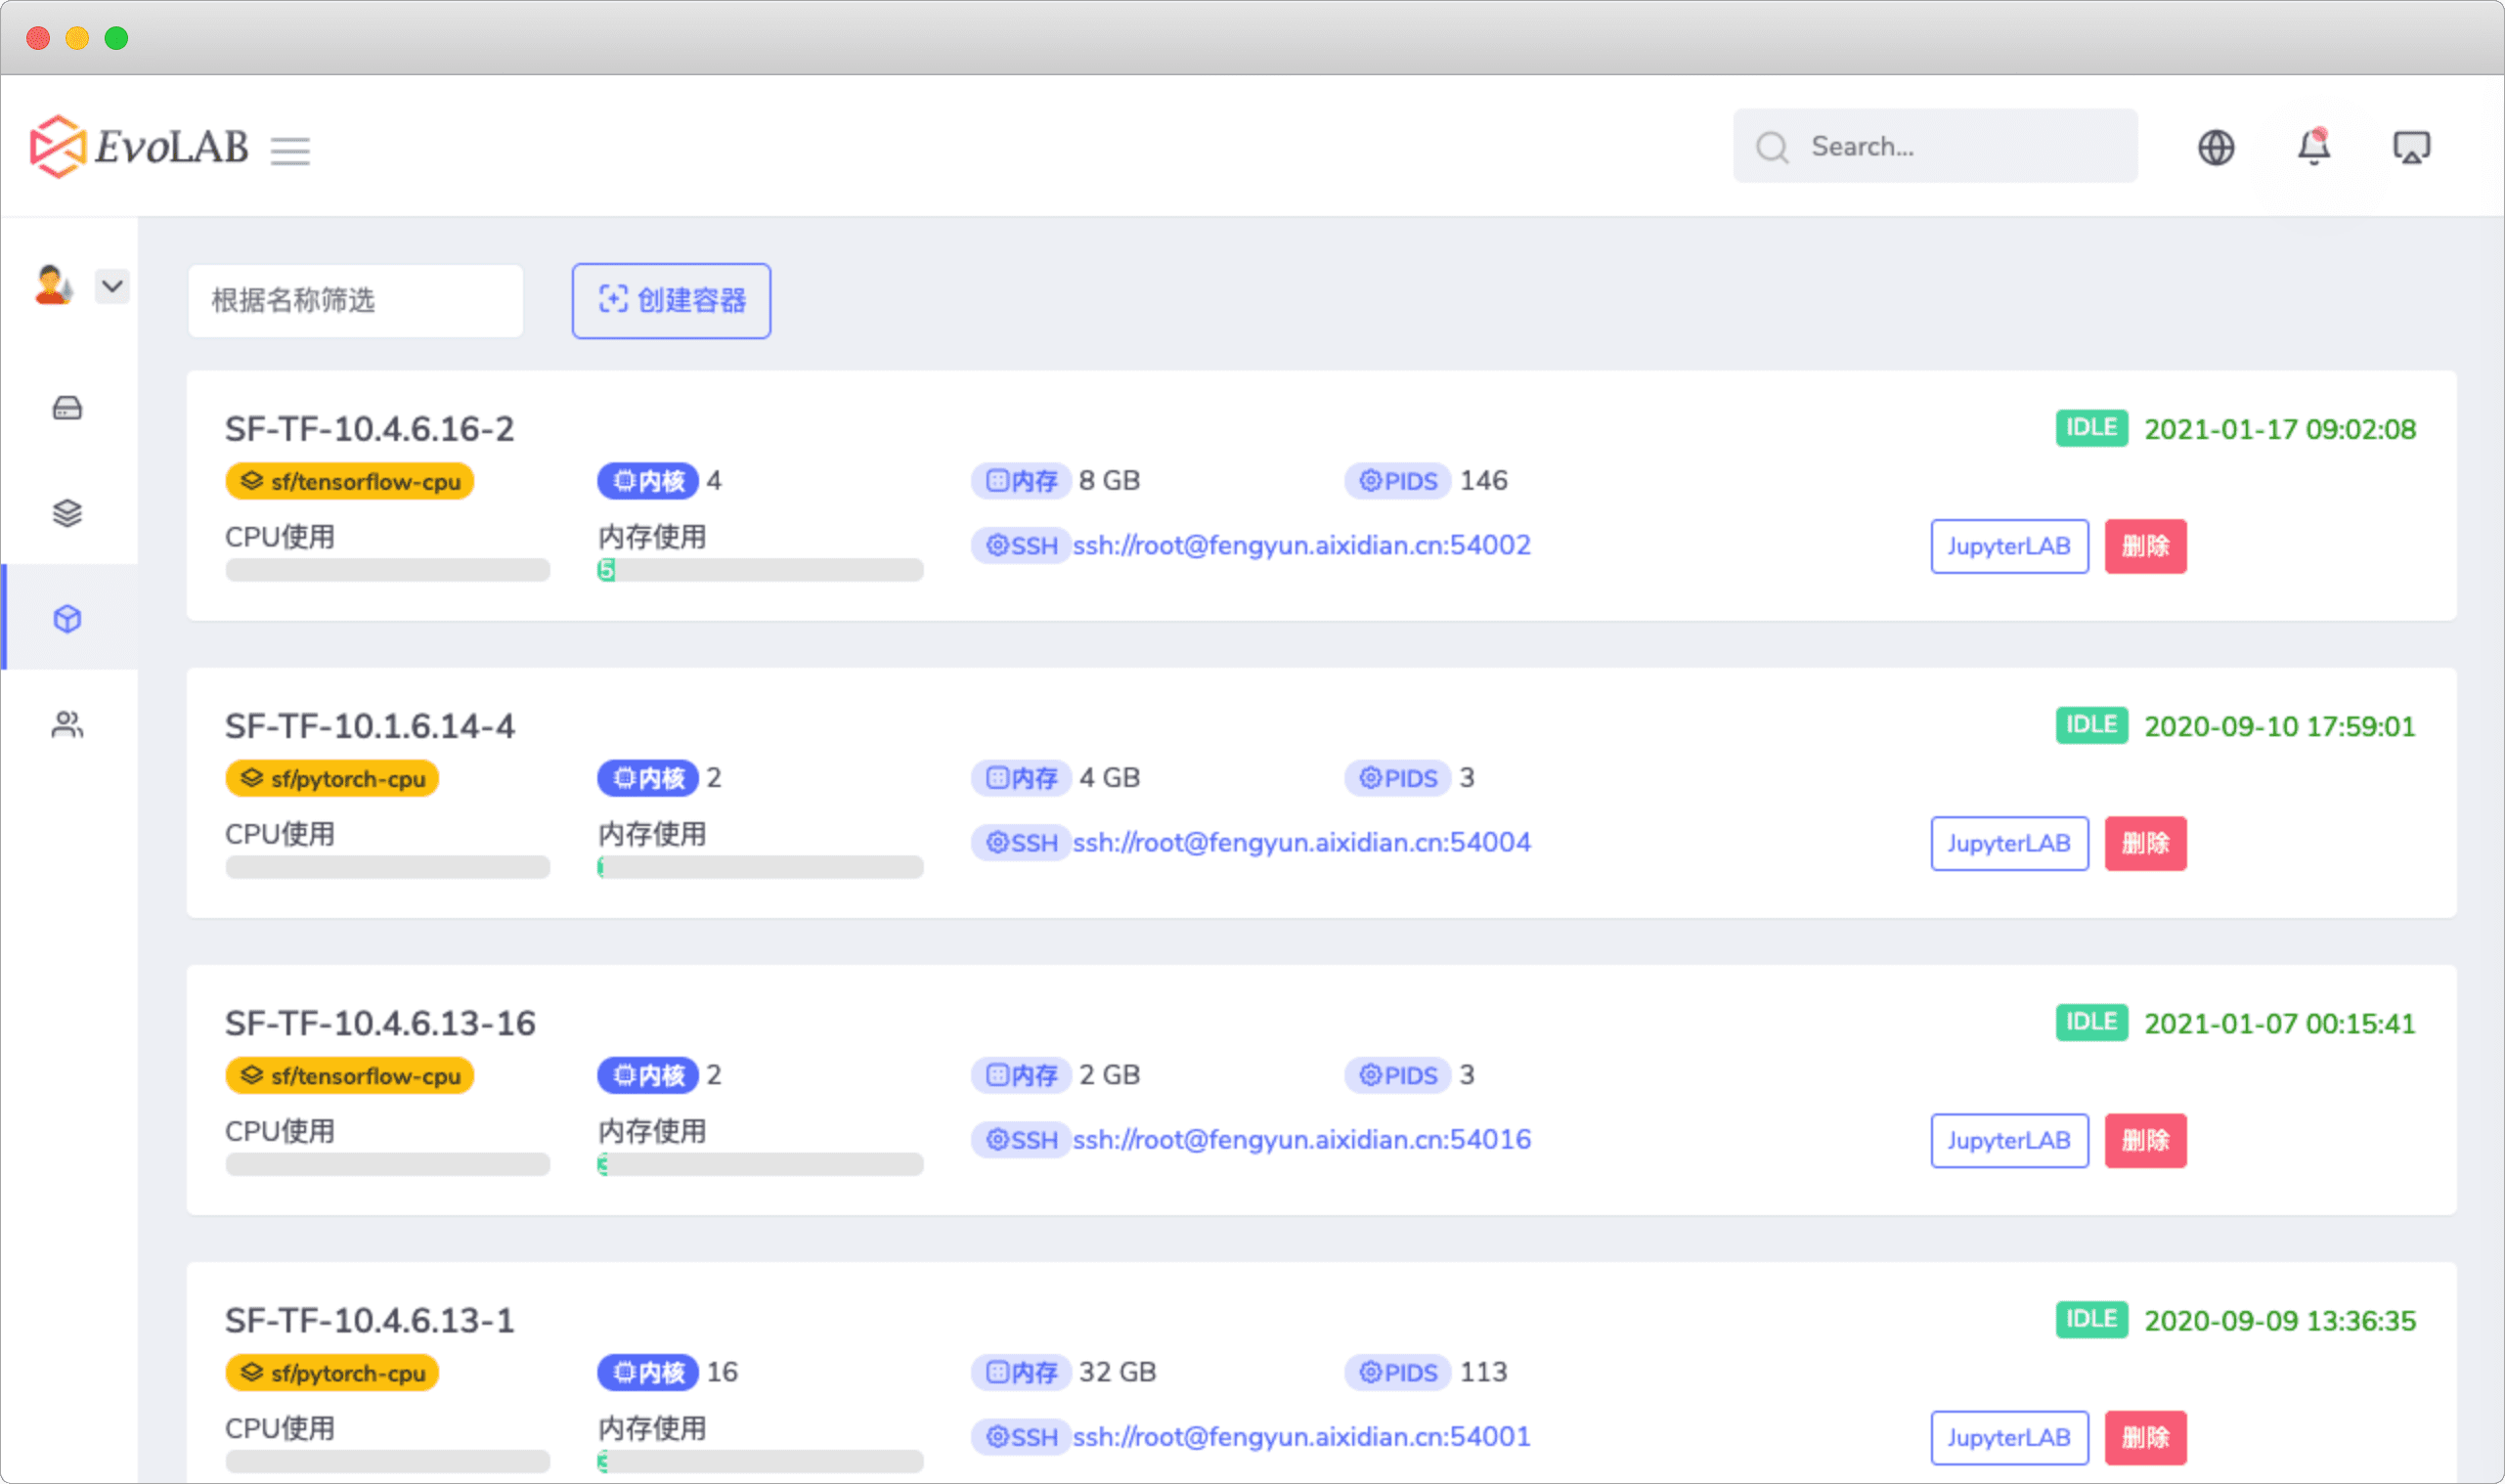 EvoLAB
Search...
根据名称筛选
创建容器
SF-TF-10.4.6.16-2
IDLE 2021-01-17 09:02:08
sf/tensorflow-cpu 内核 4 内存 8 GB PIDS 146
CPU使用 内存使用 SSH ssh://root@fengyun.aixidian.cn:54002 JupyterLAB 删除
5
SF-TF-10.1.6.14-4
IDLE 2020-09-10 17:59:01
sf/pytorch-cpu 内核 2 内存 4 GB PIDS 3
CPU使用 内存使用 SSH ssh://root@fengyun.aixidian.cn:54004 JupyterLAB 删除
SF-TF-10.4.6.13-16
IDLE 2021-01-07 00:15:41
sf/tensorflow-cpu 内核 2 内存 2 GB PIDS 3
CPU使用 内存使用 SSH ssh://root@fengyun.aixidian.cn:54016 JupyterLAB 删除
SF-TF-10.4.6.13-1
IDLE 2020-09-09 13:36:35
sf/pytorch-cpu 内核 16 内存 32 GB PIDS 113
CPU使用 内存使用 SSH ssh://root@fengyun.aixidian.cn:54001 JupyterLAB 删除